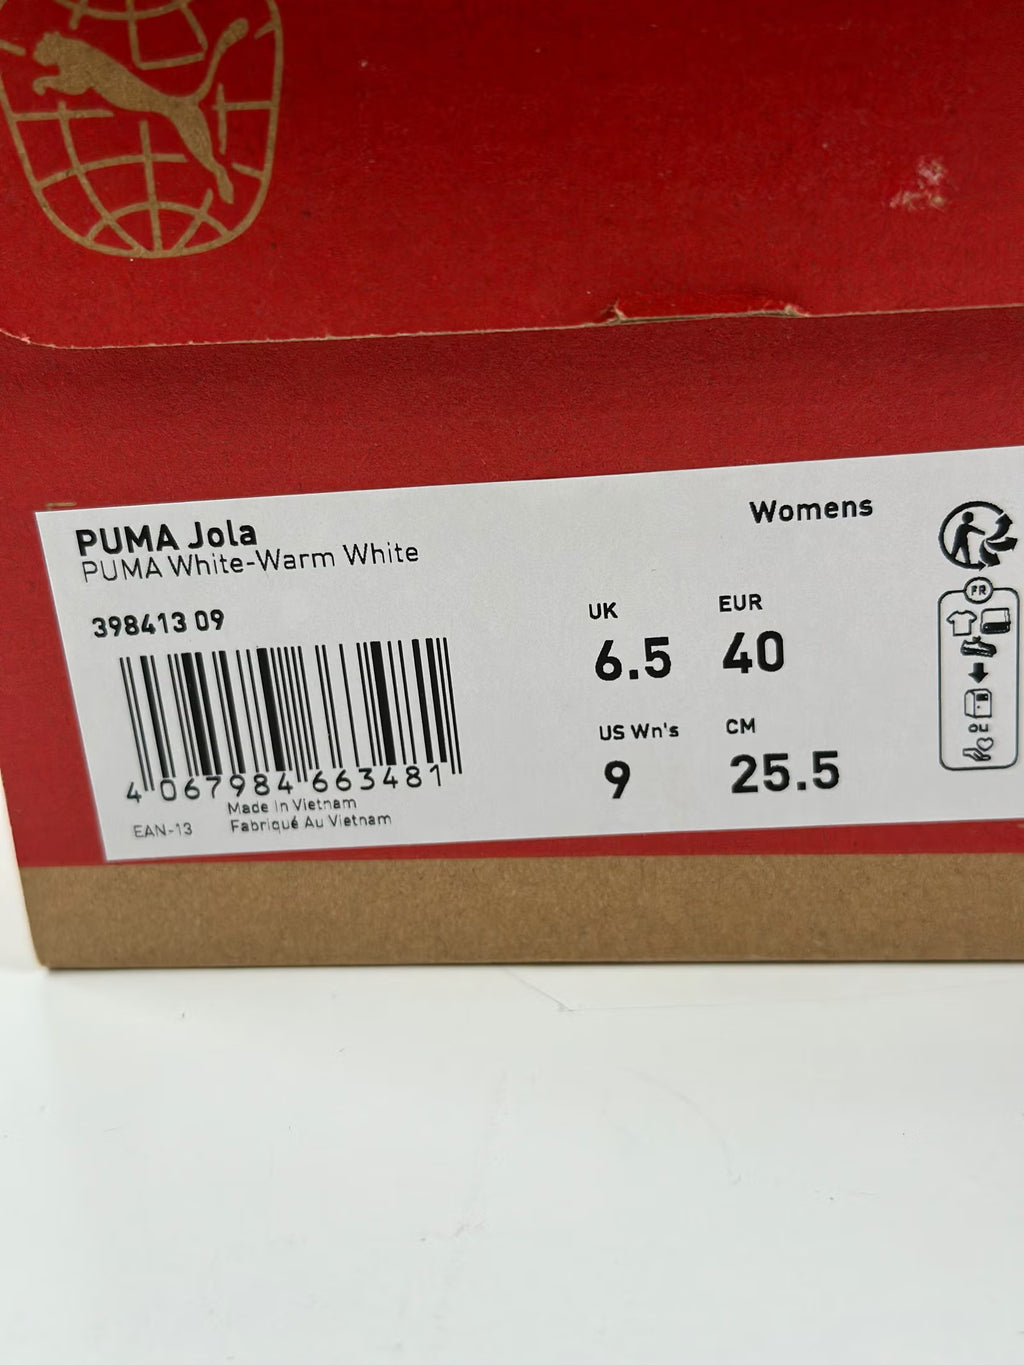 PUMA Jola
PUMA White-Warm White
398413 09
4 067984 663481
EAN-13
Made In Vietnam
Fabriqué Au Vietnam
Womens
UK
6.5
EUR
40
US Wn's
9
CM
25.5
FR
ou